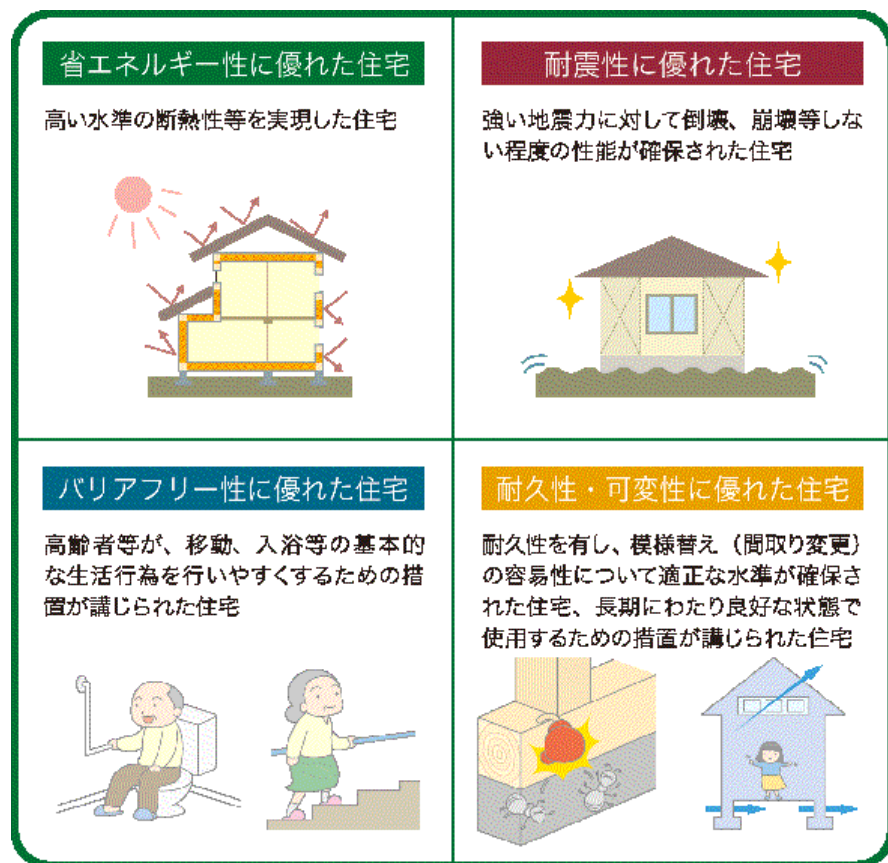 省エネルギー性に優れた住宅
高い水準の断熱性等を実現した住宅
耐震性に優れた住宅
強い地震力に対して倒壊、崩壊等しな
い程度の性能が確保された住宅
バリアフリー性に優れた住宅
高齢者等が、移動、入浴等の基本的
な生活行為を行いやすくするための措
置が講じられた住宅
耐久性・可変性に優れた住宅
耐久性を有し、模様替え（間取り変更）
の容易性について適正な水準が確保さ
れた住宅、長期にわたり良好な状態で
使用するための措置が講じられた住宅